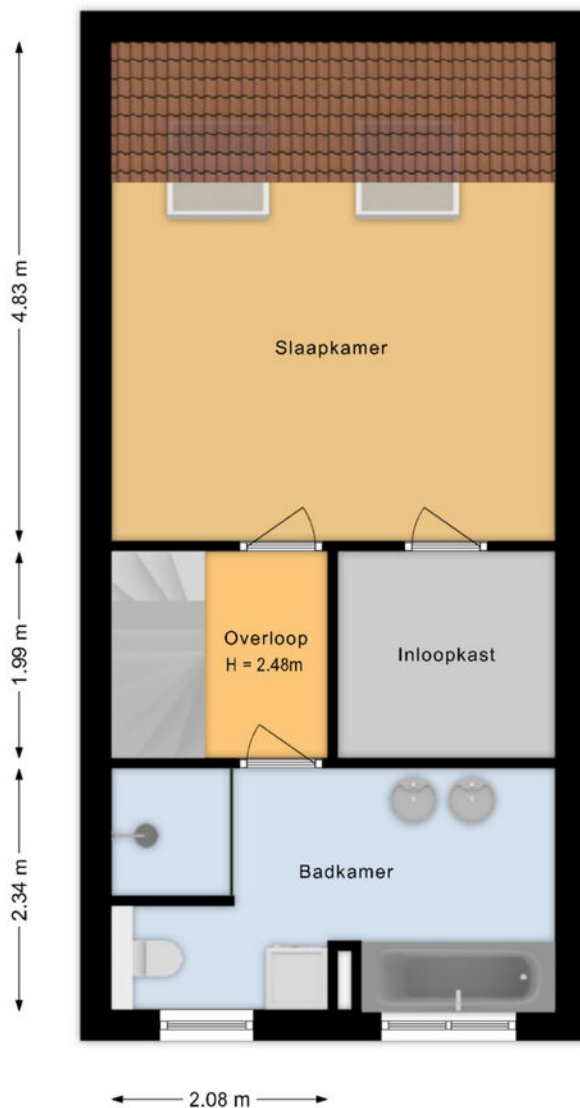 4.83 m
Slaapkamer
1.99 m
Overloop
H = 2.48m
Inloopkast
2.34 m
Badkamer
2.08 m